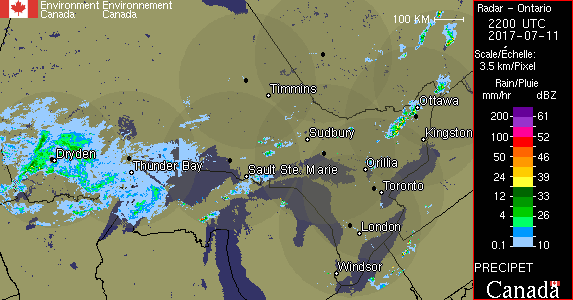 Environment Environnement
Canada Canada
100 KM
Timmins
Ottawa
Sudbury
Kingston
Dryden
Thunder Bay
Sault Ste. Marie
Orillia
Toronto
London
Windsor
Radar - Ontario
2200 UTC
2017-07-11
Scale/Échelle:
3.5 km/Pixel
Rain/Pluie
mm/hr dBZ
200 61
100 52
50 46
24 39
12 33
4 26
0.1 10
PRECIPET
Canada